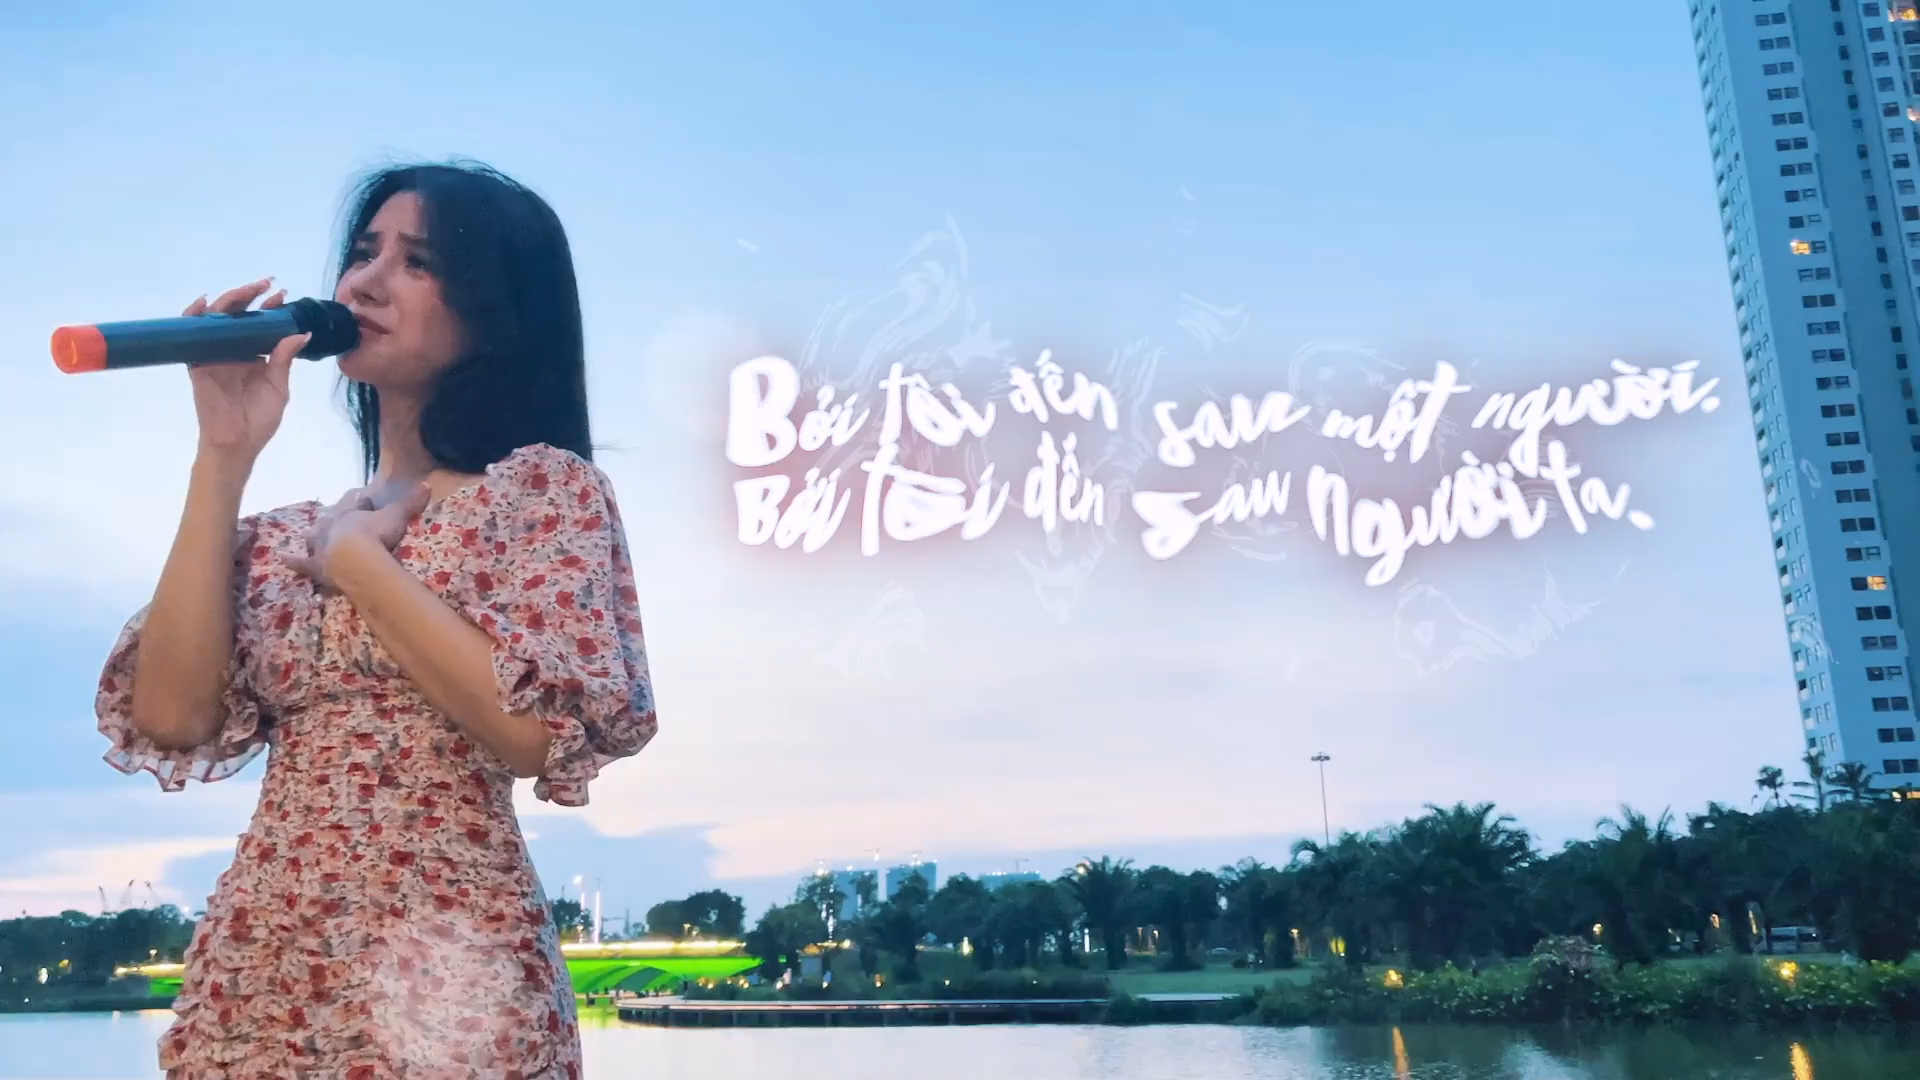 Bởi tôi đến sau một người.
Bởi tôi đến sau Người ta.